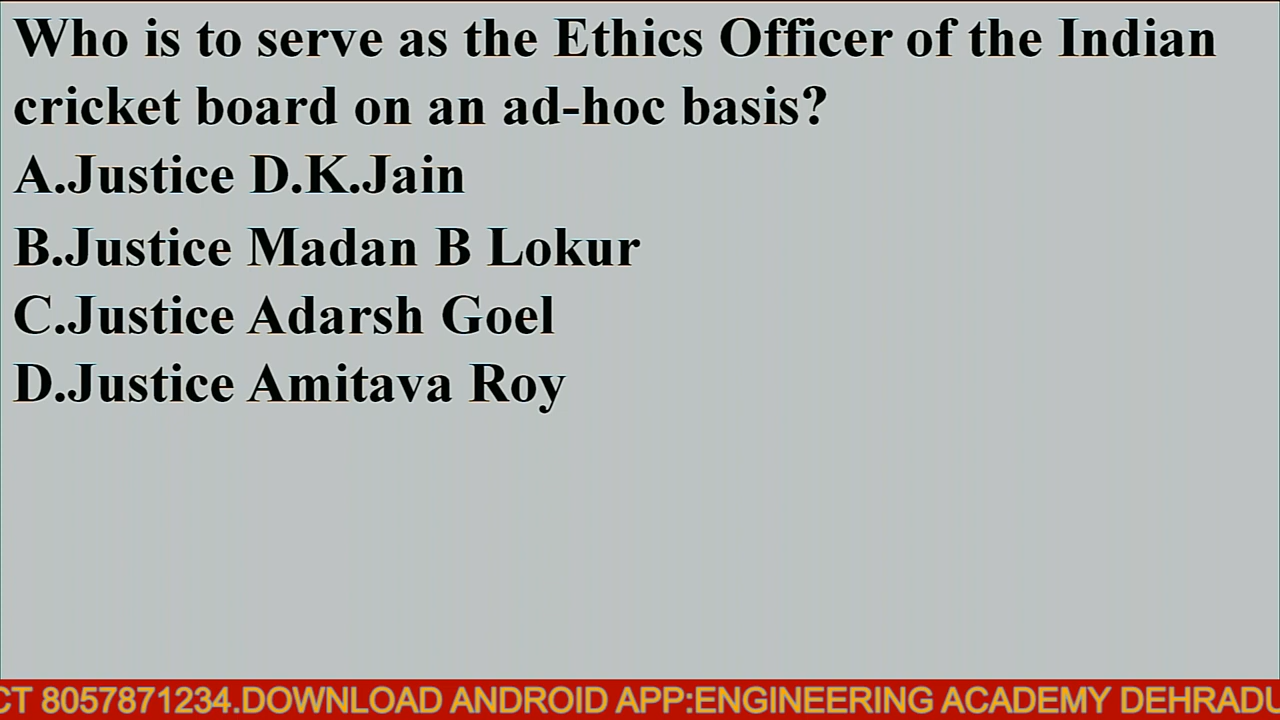 Who is to serve as the Ethics Officer of the Indian
cricket board on an ad-hoc basis?
A.Justice D.K.Jain
B.Justice Madan B Lokur
C.Justice Adarsh Goel
D.Justice Amitava Roy
CT 8057871234.DOWNLOAD ANDROID APP:ENGINEERING ACADEMY DEHRADU